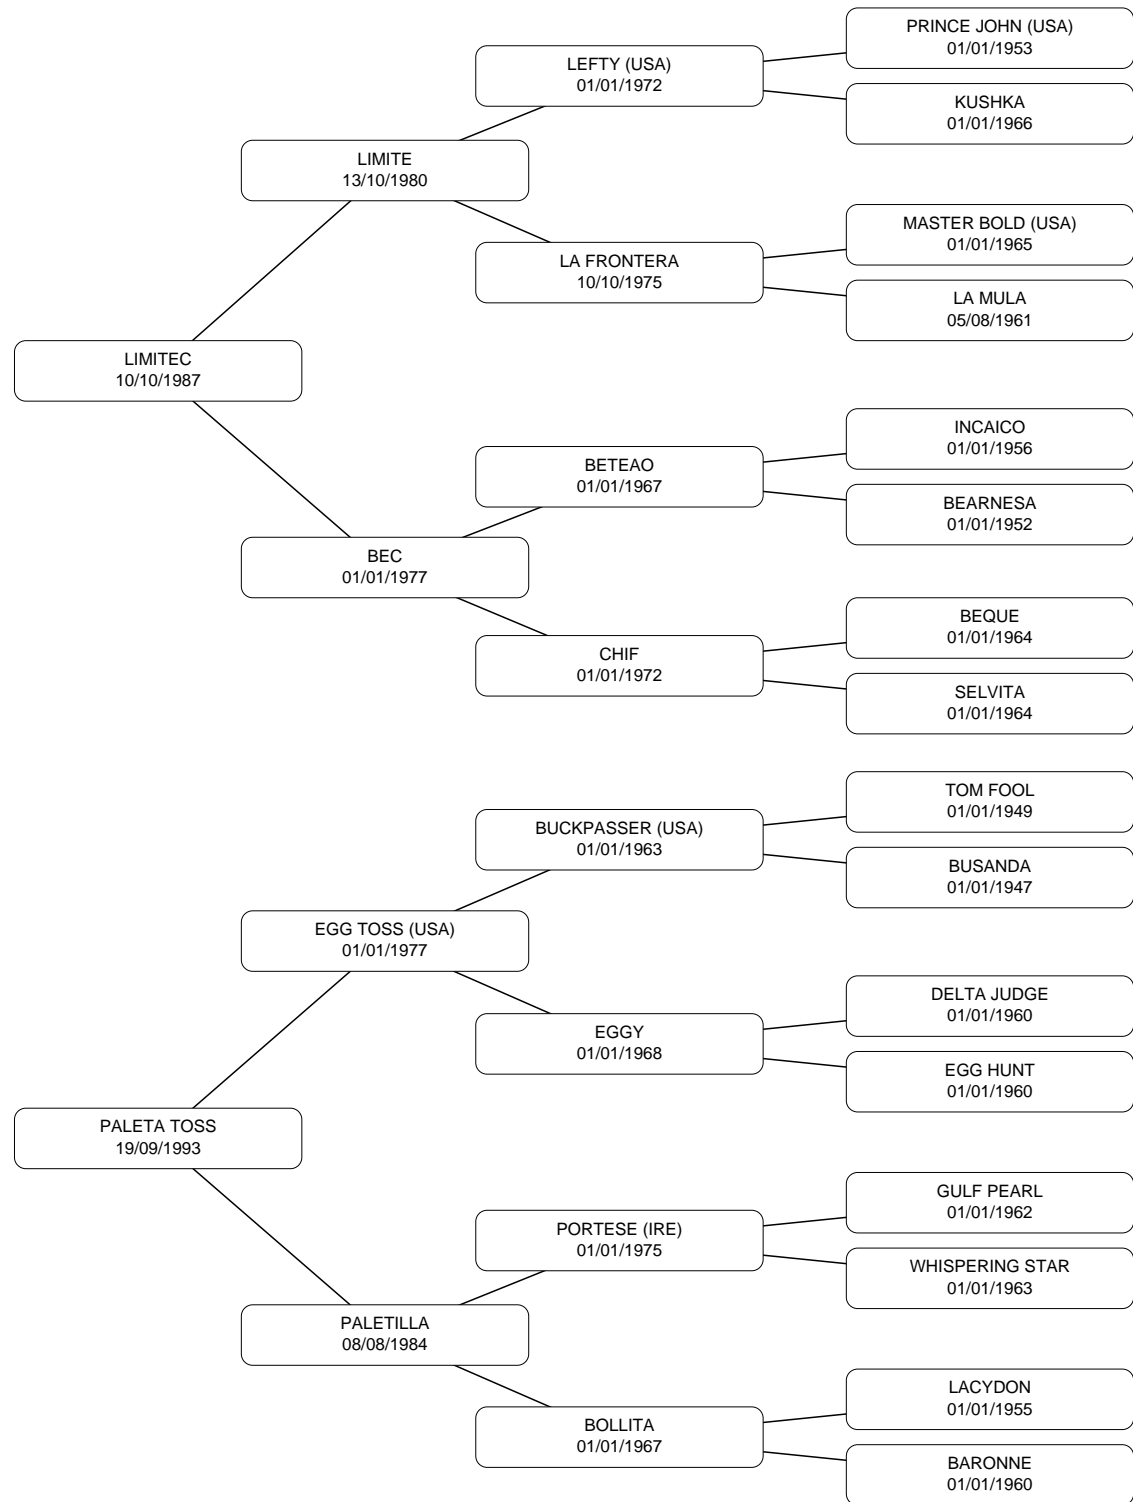 PRINCE JOHN (USA)
01/01/1953
LEFTY (USA)
01/01/1972
KUSHKA
01/01/1966
LIMITE
13/10/1980
MASTER BOLD (USA)
01/01/1965
LA FRONTERA
10/10/1975
LA MULA
05/08/1961
LIMITEC
10/10/1987
INCAICO
01/01/1956
BETEAO
01/01/1967
BEARNESA
01/01/1952
BEC
01/01/1977
BEQUE
01/01/1964
CHIF
01/01/1972
SELVITA
01/01/1964
TOM FOOL
01/01/1949
BUCKPASSER (USA)
01/01/1963
BUSANDA
01/01/1947
EGG TOSS (USA)
01/01/1977
DELTA JUDGE
01/01/1960
EGGY
01/01/1968
EGG HUNT
01/01/1960
PALETA TOSS
19/09/1993
GULF PEARL
01/01/1962
PORTESE (IRE)
01/01/1975
WHISPERING STAR
01/01/1963
PALETILLA
08/08/1984
LACYDON
01/01/1955
BOLLITA
01/01/1967
BARONNE
01/01/1960